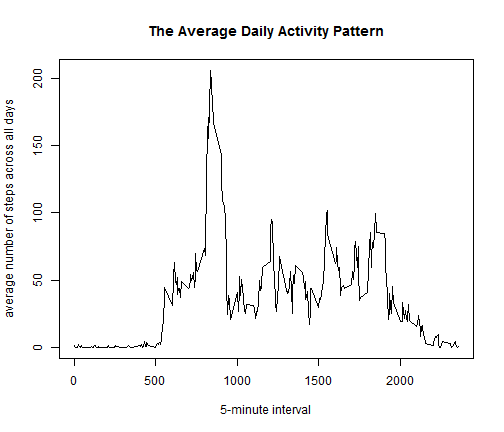 The Average Daily Activity Pattern
average number of steps across all days
200
150
100
50
0
0 500 1000 1500 2000
5-minute interval